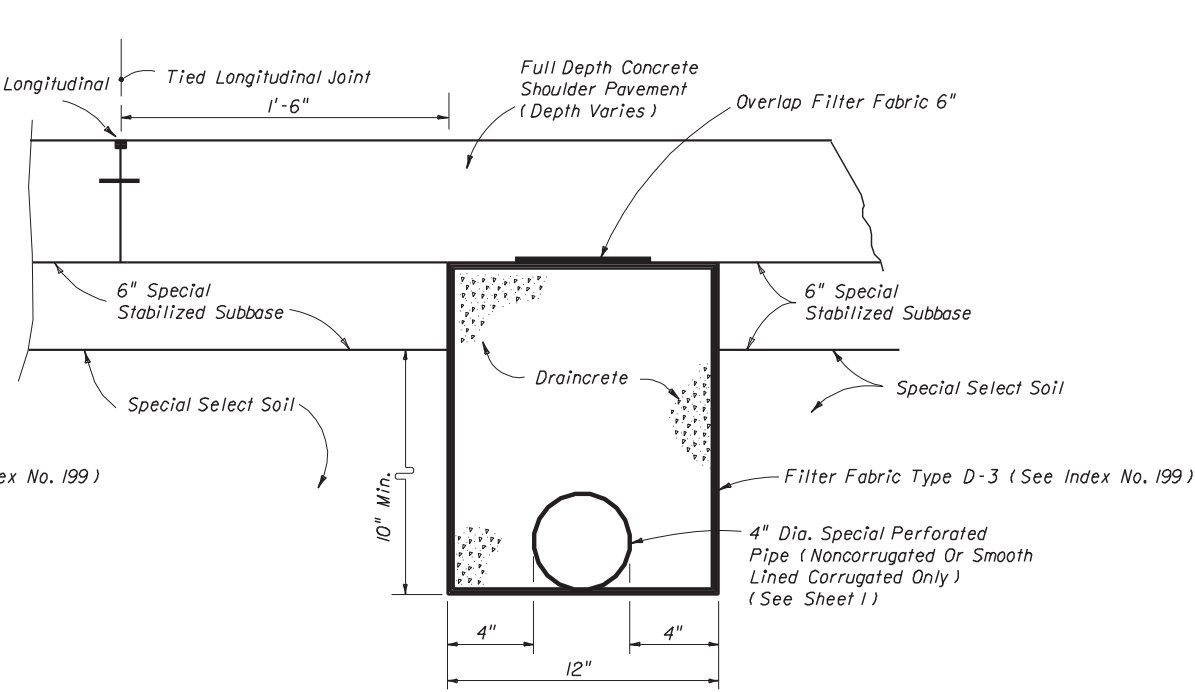 Longitudinal
Tied Longitudinal Joint
1'-6"
Full Depth Concrete
Shoulder Pavement
(Depth Varies)
Overlap Filter Fabric 6"
6" Special
Stabilized Subbase
6" Special
Stabilized Subbase
Draincrete
Special Select Soil
Special Select Soil
ex No. 199)
10" Min.
Filter Fabric Type D-3 (See Index No. 199)
4" Dia. Special Perforated
Pipe (Noncorrugated Or Smooth
Lined Corrugated Only)
(See Sheet 1)
4"
4"
12"